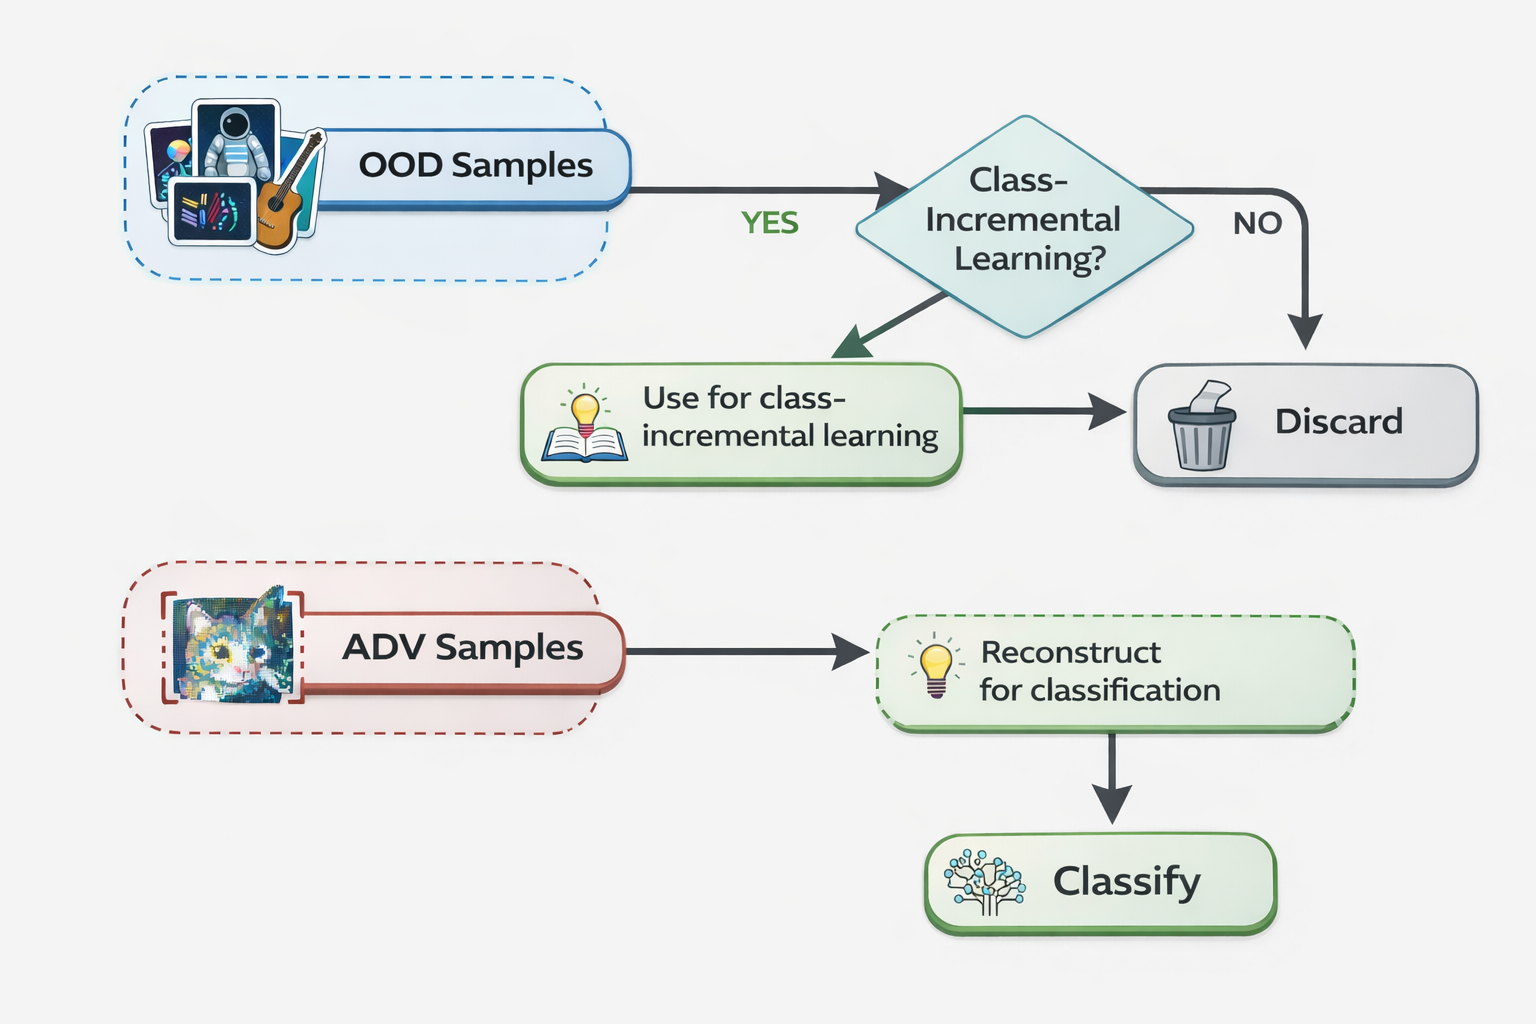 OOD Samples
YES
Class-
Incremental
Learning?
NO
Use for class-
incremental learning
Discard
ADV Samples
Reconstruct
for classification
Classify